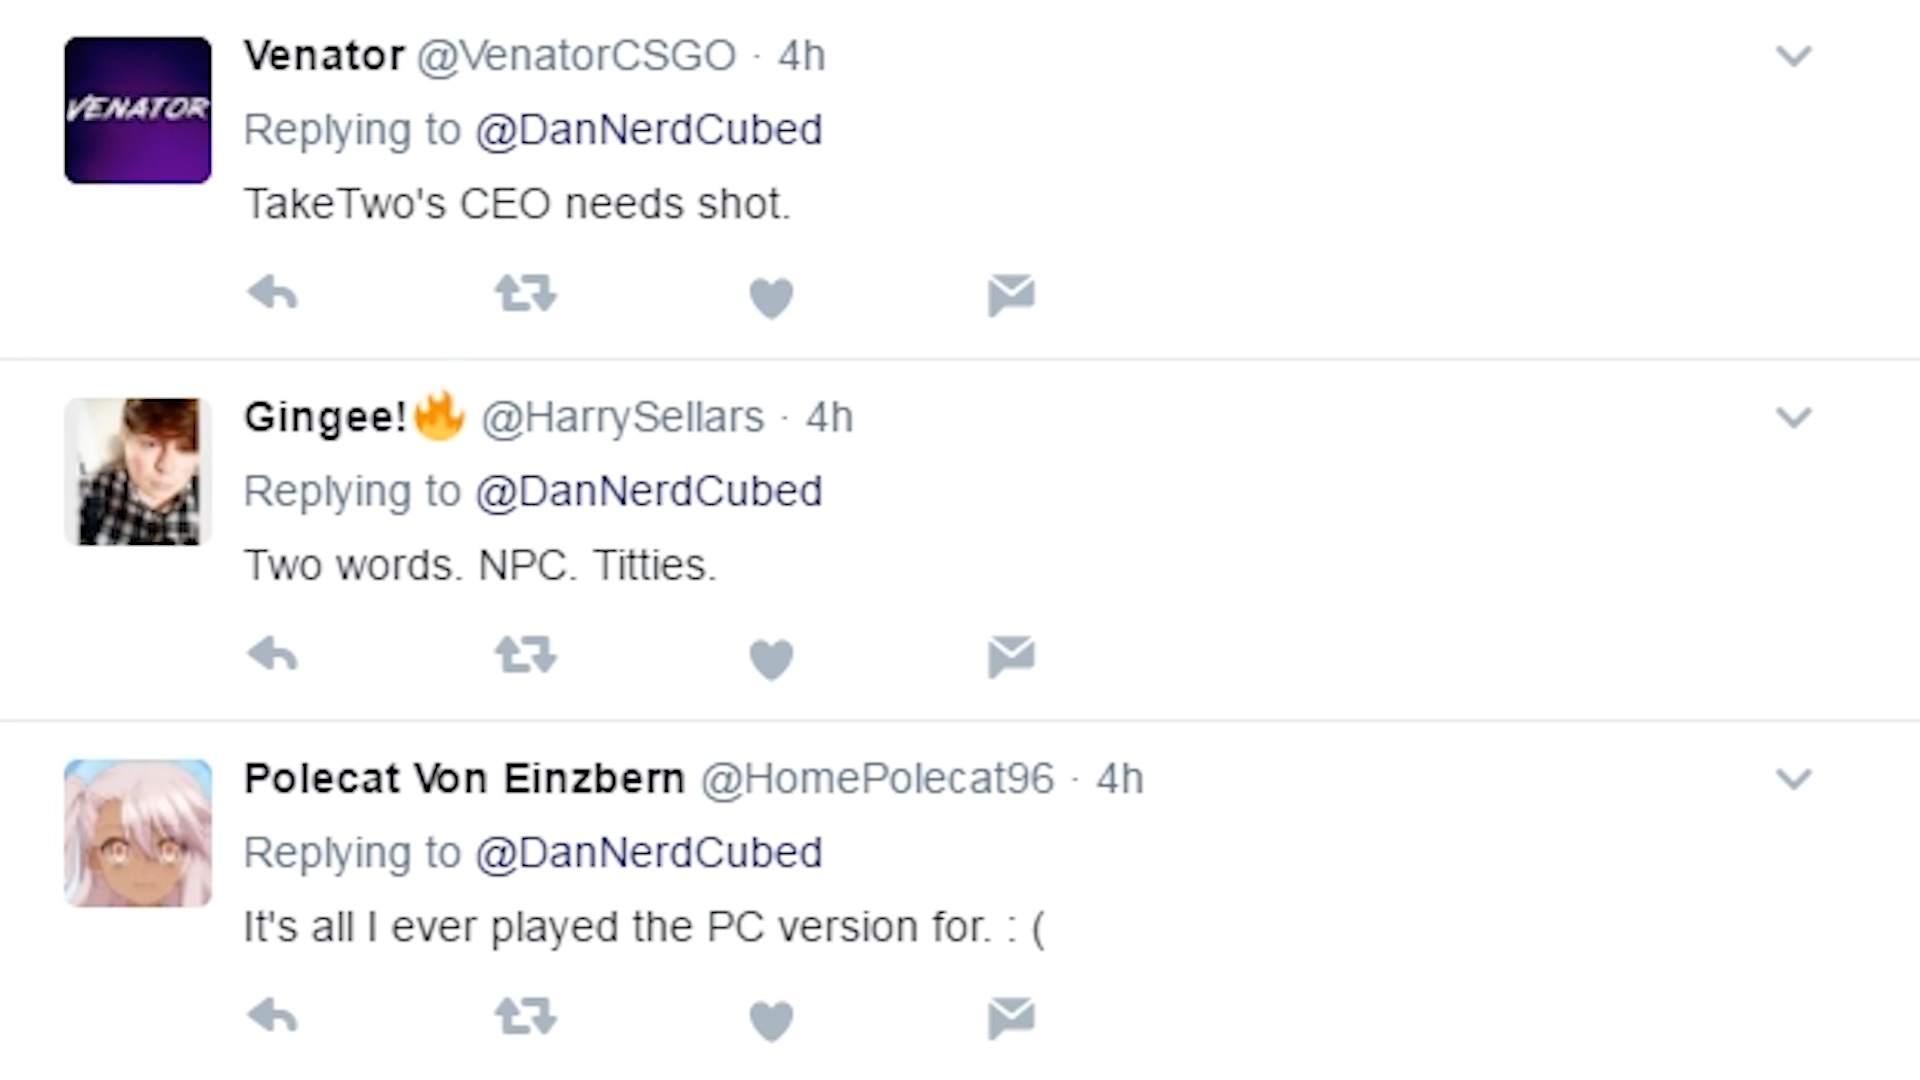 VENATOR
Venator @VenatorCSGO · 4h
Replying to @DanNerdCubed
TakeTwo's CEO needs shot.
Gingee!🔥 @HarrySellars · 4h
Replying to @DanNerdCubed
Two words. NPC. Titties.
Polecat Von Einzbern @HomePolecat96 · 4h
Replying to @DanNerdCubed
It's all I ever played the PC version for. : (